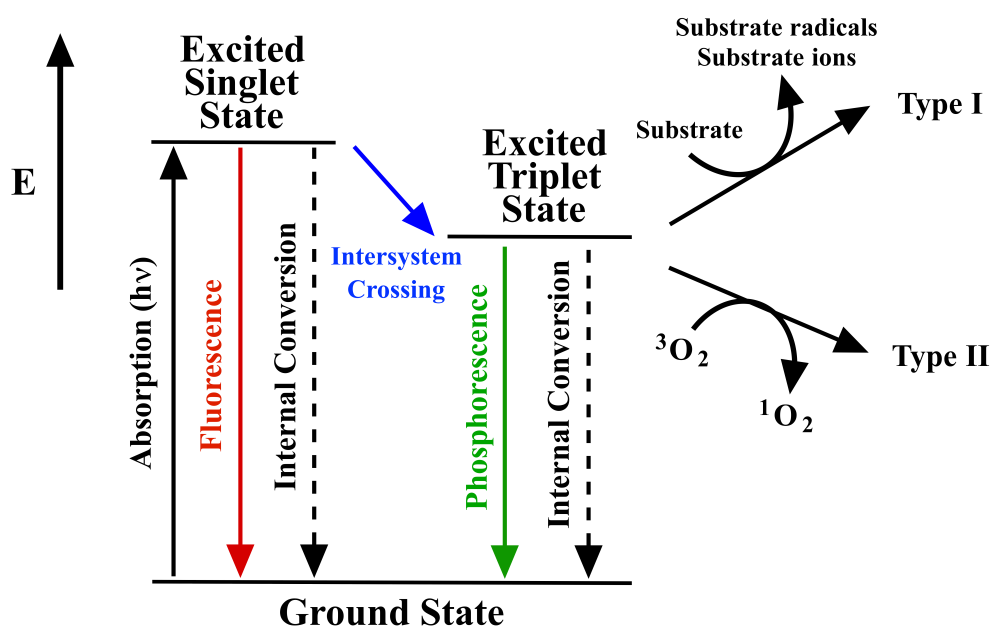 Substrate radicals
Substrate ions
Excited
Singlet
State
Type I
Substrate
Excited
Triplet
State
E
Intersystem
Crossing
Absorption (hν)
Fluorescence
Internal Conversion
Phosphorescence
Internal Conversion
³O₂
Type II
¹O₂
Ground State